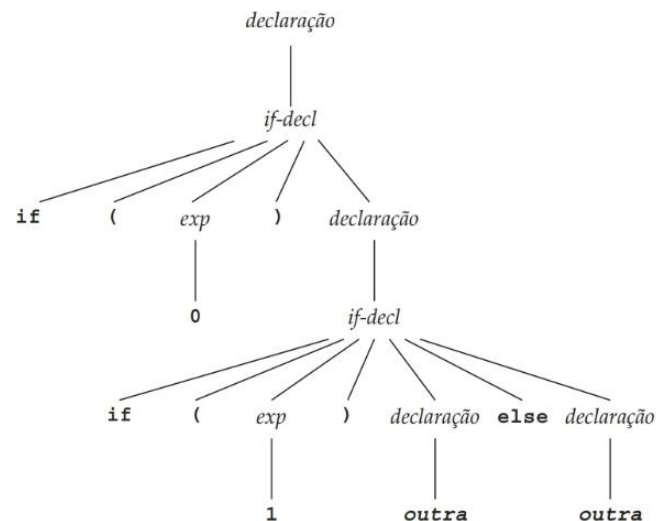 declaração
if-decl
if ( exp ) declaração
0 if-decl
if ( exp ) declaração else declaração
1 outra outra